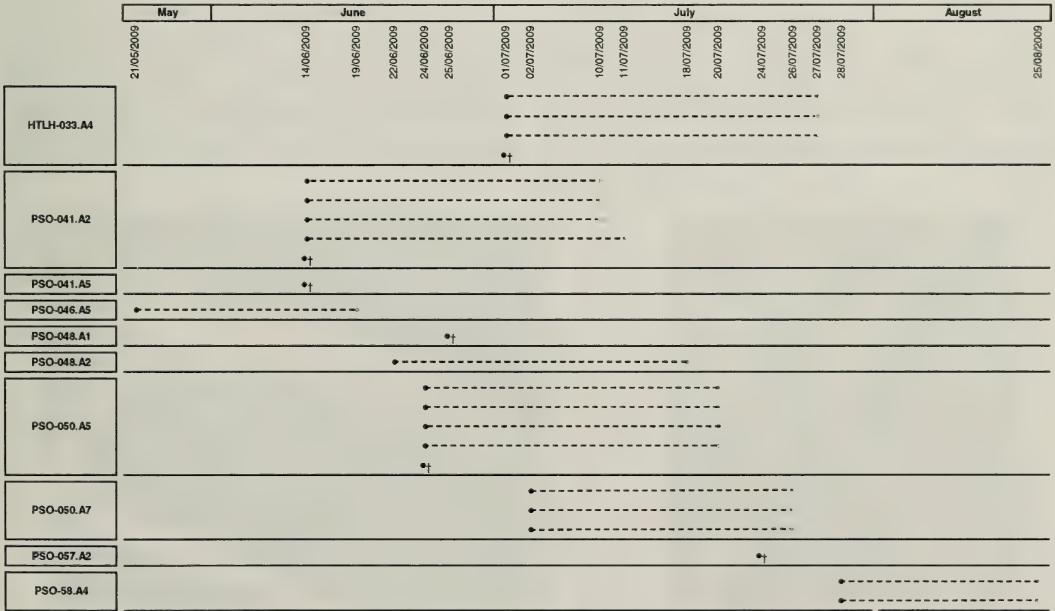 May June July August
21/05/2009 14/06/2009 19/06/2009 22/06/2009 24/06/2009 25/06/2009 01/07/2009 02/07/2009 10/07/2009 11/07/2009 18/07/2009 20/07/2009 24/07/2009 26/07/2009 27/07/2009 28/07/2009 25/08/2009
HTLH-033.A4
†
PSO-041.A2
†
PSO-041.A5 †
PSO-046.A5
PSO-048.A1 †
PSO-048.A2
PSO-050.A5
†
PSO-050.A7
PSO-057.A2 †
PSO-58.A4